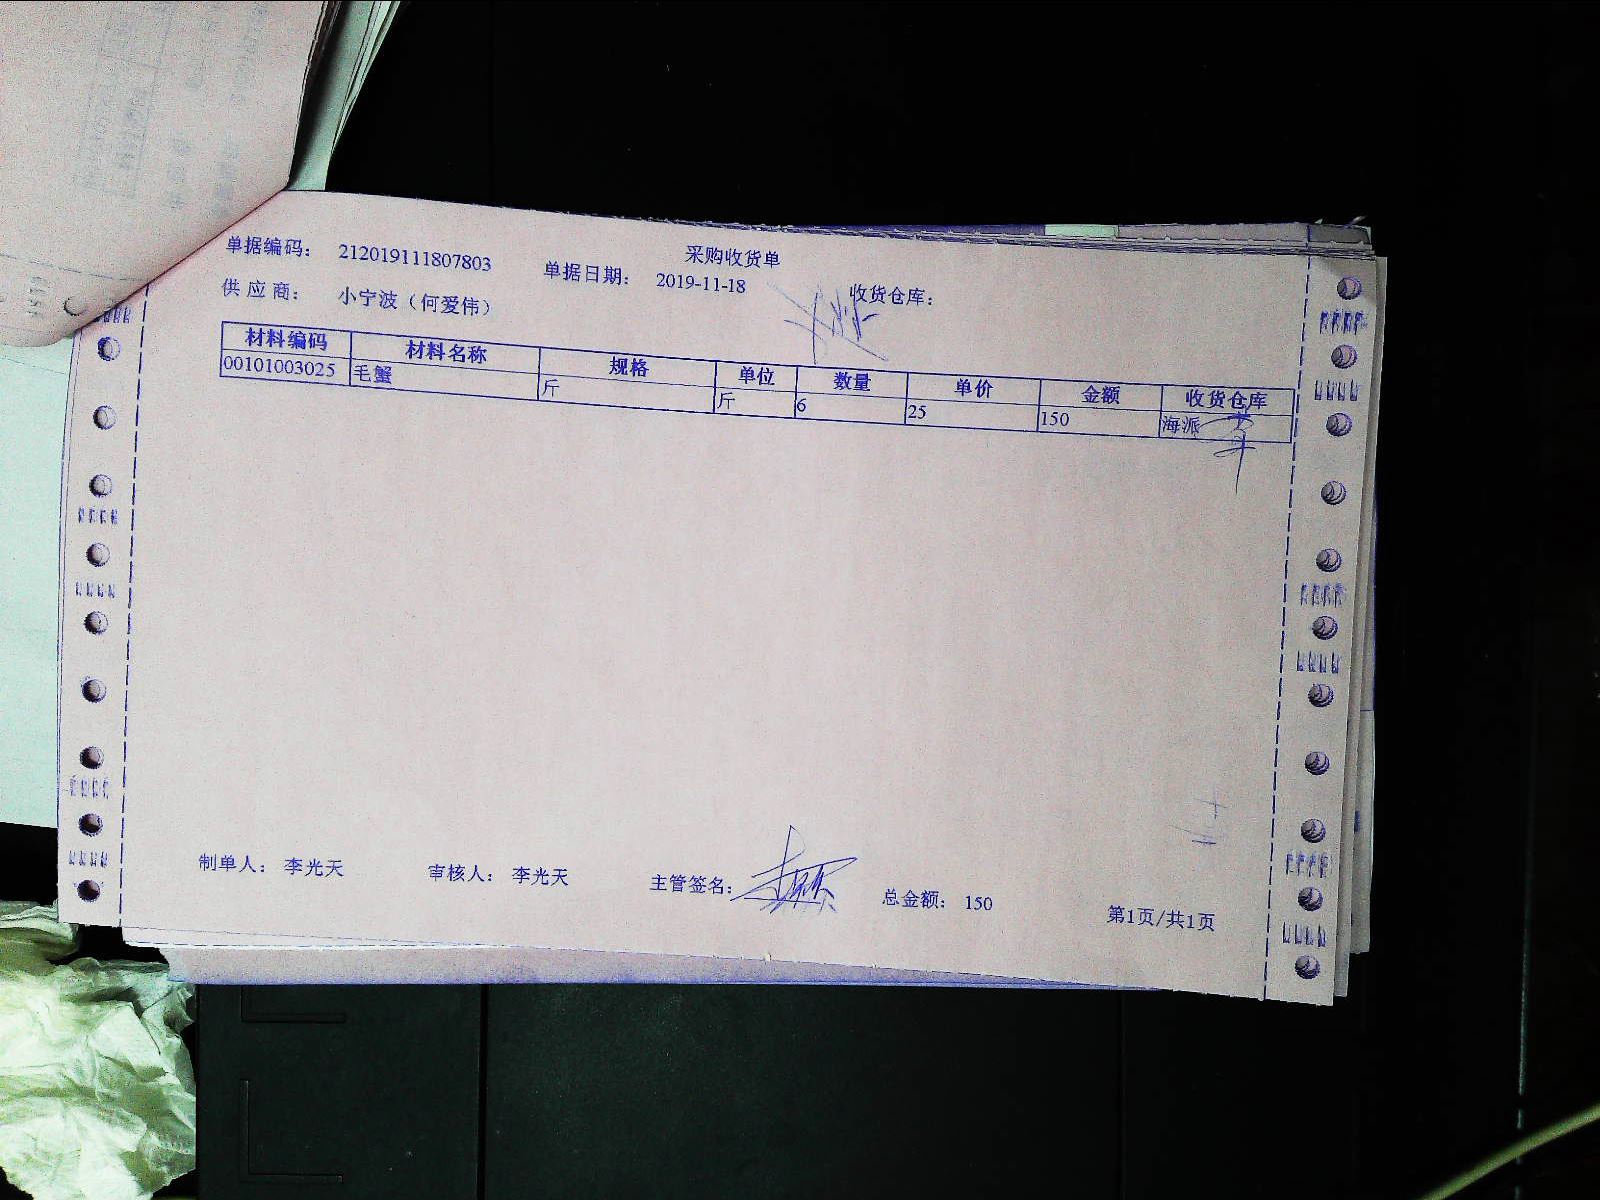 采购收货单
单据编码： 212019111807803 单据日期： 2019-11-18 收货仓库：
供应商： 小宁波（何爱伟）
材料编码 材料名称 规格 单位 数量 单价 金额 收货仓库
00101003025 毛蟹 斤 斤 6 25 150 海派
制单人： 李光天 审核人： 李光天 主管签名： 总金额： 150 第1页/共1页